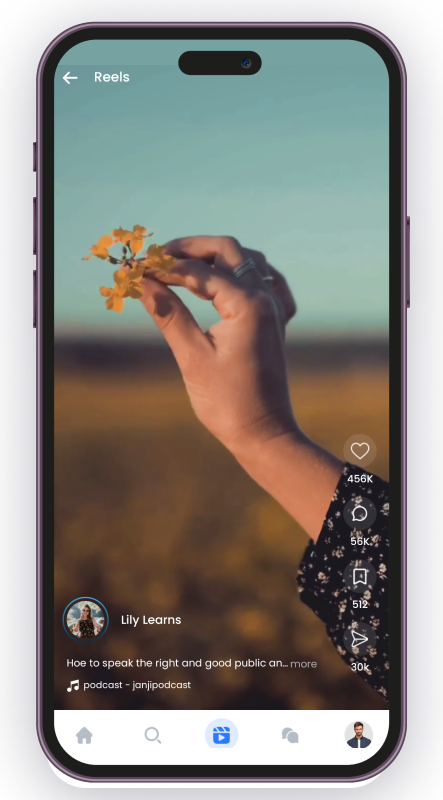 Reels
456K
56K
512
30k
Lily Learns
Hoe to speak the right and good public an... more
podcast - janjipodcast